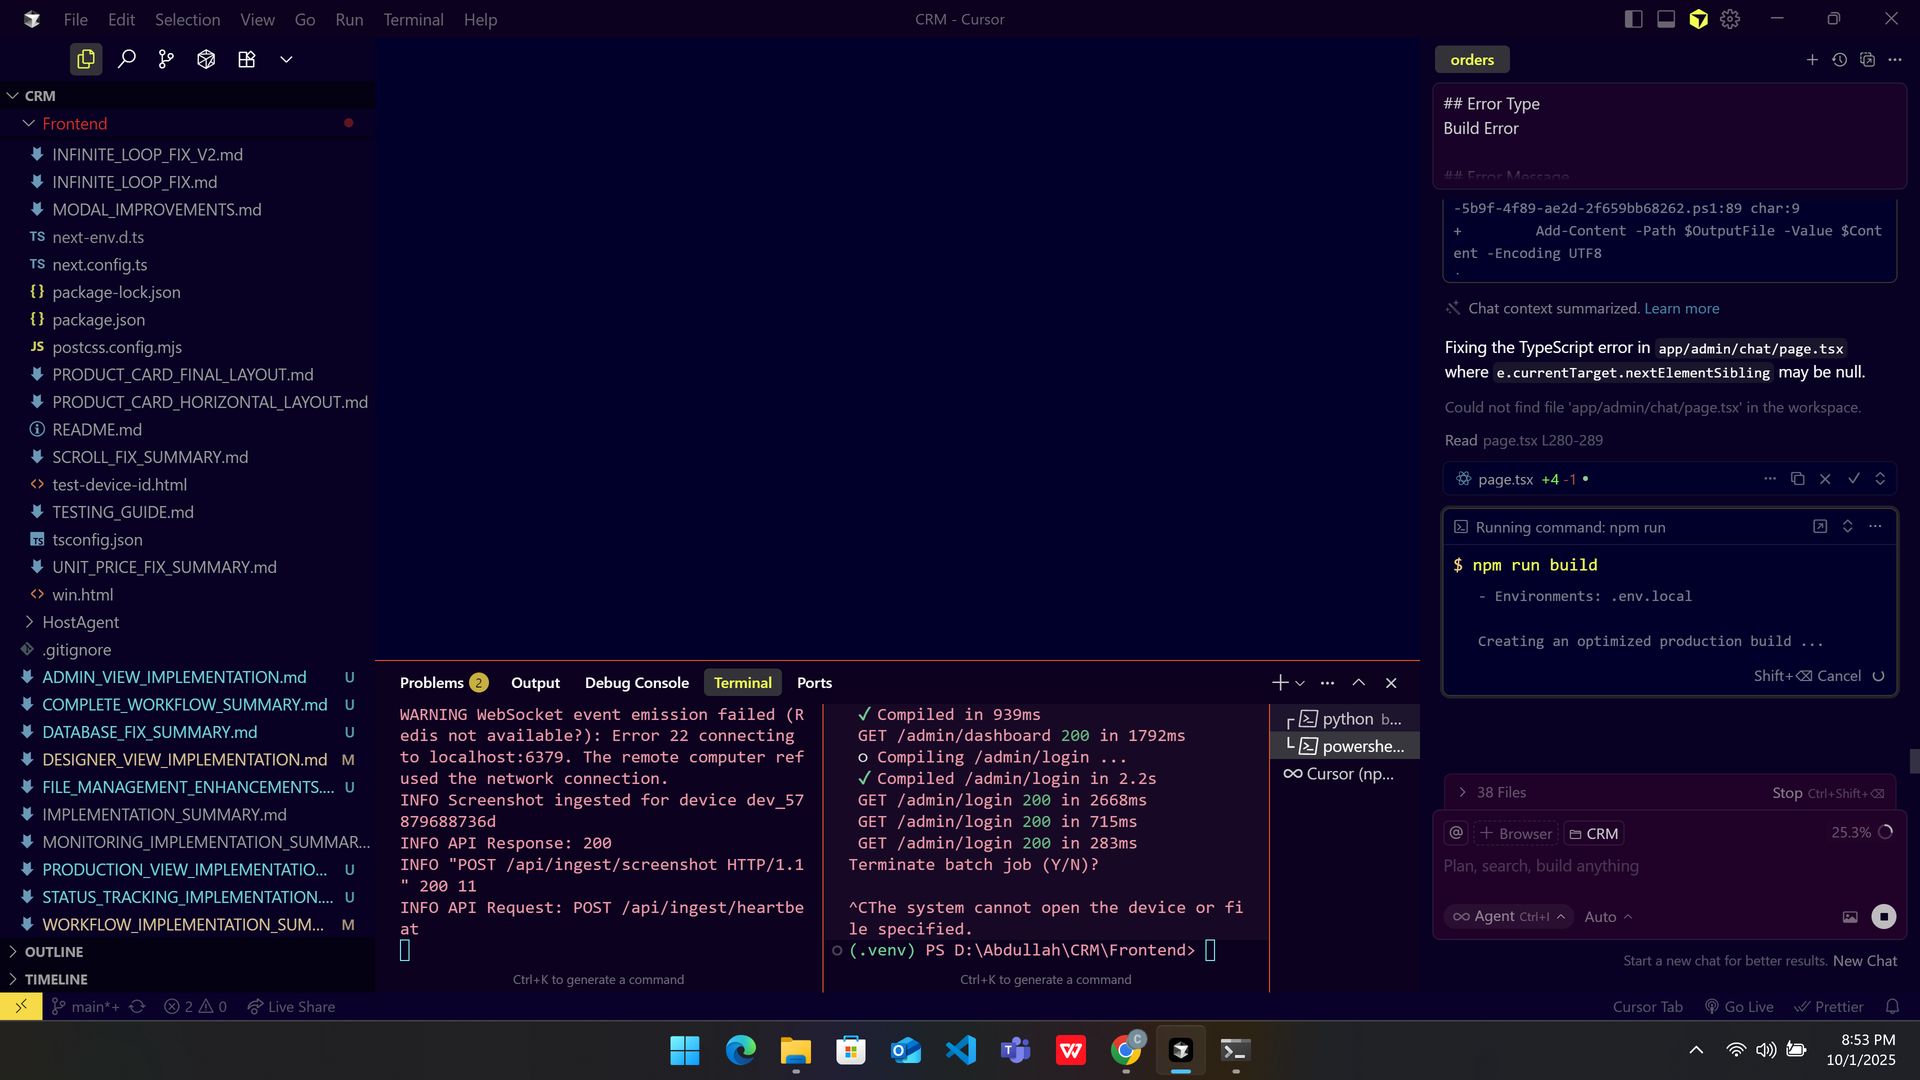 File Edit Selection View Go Run Terminal Help
CRM - Cursor
CRM
Frontend
INFINITE_LOOP_FIX_V2.md
INFINITE_LOOP_FIX.md
MODAL_IMPROVEMENTS.md
TS next-env.d.ts
TS next.config.ts
{} package-lock.json
{} package.json
JS postcss.config.mjs
PRODUCT_CARD_FINAL_LAYOUT.md
PRODUCT_CARD_HORIZONTAL_LAYOUT.md
README.md
SCROLL_FIX_SUMMARY.md
<> test-device-id.html
TESTING_GUIDE.md
TS tsconfig.json
UNIT_PRICE_FIX_SUMMARY.md
<> win.html
HostAgent
.gitignore
ADMIN_VIEW_IMPLEMENTATION.md U
COMPLETE_WORKFLOW_SUMMARY.md U
DATABASE_FIX_SUMMARY.md U
DESIGNER_VIEW_IMPLEMENTATION.md M
FILE_MANAGEMENT_ENHANCEMENTS.... U
IMPLEMENTATION_SUMMARY.md
MONITORING_IMPLEMENTATION_SUMMAR...
PRODUCTION_VIEW_IMPLEMENTATIO... U
STATUS_TRACKING_IMPLEMENTATION.... U
WORKFLOW_IMPLEMENTATION_SUM... M
OUTLINE
TIMELINE
Problems 2 Output Debug Console Terminal Ports
WARNING WebSocket event emission failed (R
edis not available?): Error 22 connecting
to localhost:6379. The remote computer ref
used the network connection.
INFO Screenshot ingested for device dev_57
879688736d
INFO API Response: 200
INFO "POST /api/ingest/screenshot HTTP/1.1
" 200 11
INFO API Request: POST /api/ingest/heartbe
at
Ctrl+K to generate a command
✓ Compiled in 939ms
GET /admin/dashboard 200 in 1792ms
○ Compiling /admin/login ...
✓ Compiled /admin/login in 2.2s
GET /admin/login 200 in 2668ms
GET /admin/login 200 in 715ms
GET /admin/login 200 in 283ms
Terminate batch job (Y/N)?
^CThe system cannot open the device or fi
le specified.
(.venv) PS D:\Abdullah\CRM\Frontend>
Ctrl+K to generate a command
python b...
powershe...
Cursor (np...
orders
## Error Type
Build Error
## Error Message
-5b9f-4f89-ae2d-2f659bb68262.ps1:89 char:9
+ Add-Content -Path $OutputFile -Value $Cont
ent -Encoding UTF8
Chat context summarized. Learn more
Fixing the TypeScript error in app/admin/chat/page.tsx
where e.currentTarget.nextElementSibling may be null.
Could not find file 'app/admin/chat/page.tsx' in the workspace.
Read page.tsx L280-289
page.tsx +4 -1 •
Running command: npm run
$ npm run build
- Environments: .env.local
Creating an optimized production build ...
Shift+⌫ Cancel
38 Files Stop Ctrl+Shift+⌫
@ + Browser CRM 25.3%
Plan, search, build anything
∞ Agent Ctrl+I Auto
Start a new chat for better results. New Chat
main*+ 2 0 Live Share
Cursor Tab Go Live Prettier
C
8:53 PM
10/1/2025